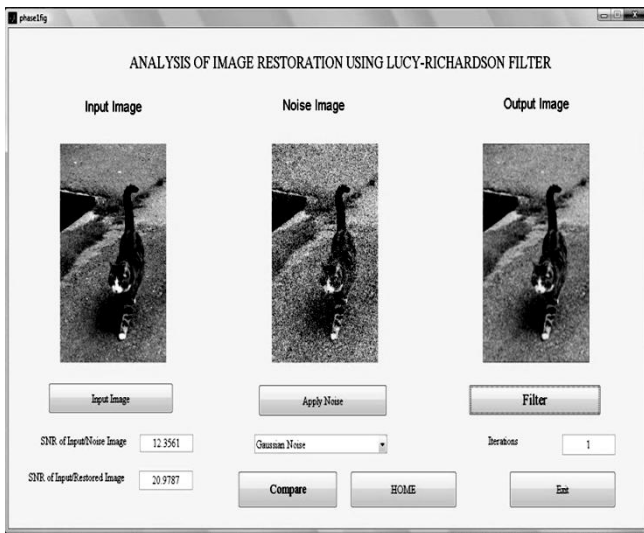 phase1fig
ANALYSIS OF IMAGE RESTORATION USING LUCY-RICHARDSON FILTER
Input Image
Noise Image
Output Image
Input Image
Apply Noise
Filter
SNR of Input/Noise Image
12.3561
Gaussian Noise
Iterations
1
SNR of Input/Restored Image
20.9787
Compare
HOME
Exit